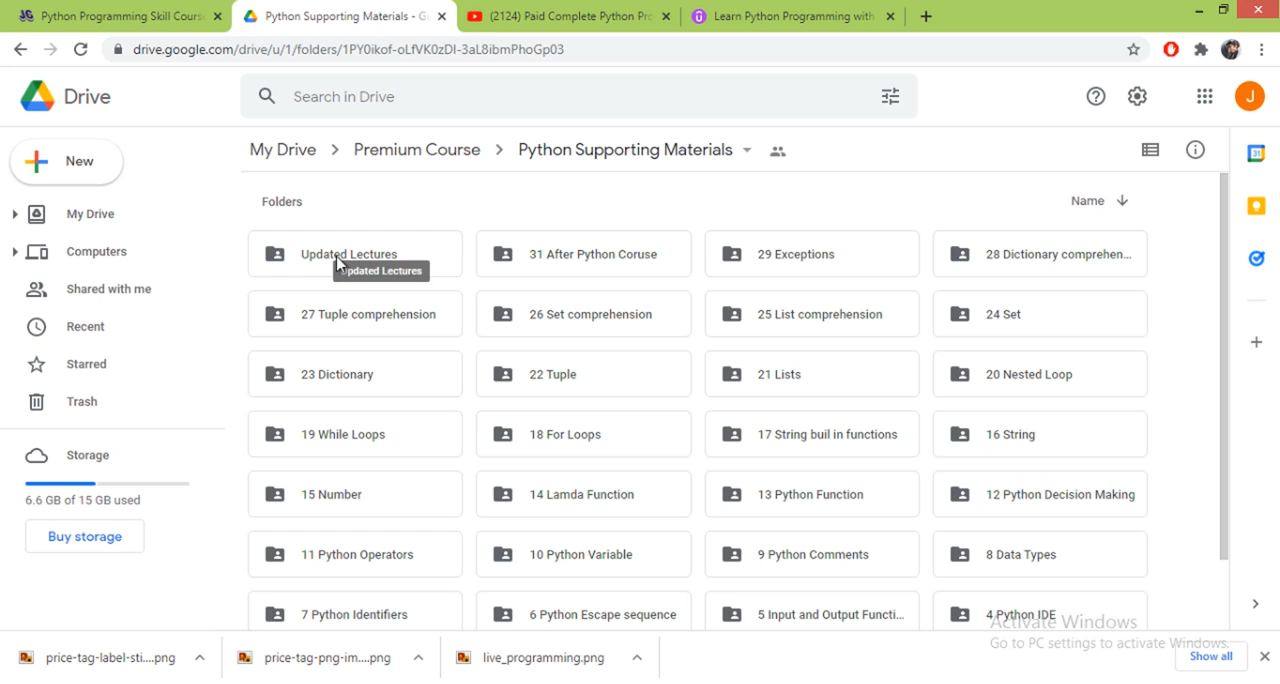 Python Programming Skill Course
Python Supporting Materials - Go
(2124) Paid Complete Python Pro
Learn Python Programming with
drive.google.com/drive/u/1/folders/1PY0ikof-oLfVK0zDI-3aL8ibmPhoGp03
Drive
Search in Drive
J
New
My Drive
Computers
Shared with me
Recent
Starred
Trash
Storage
6.6 GB of 15 GB used
Buy storage
My Drive > Premium Course > Python Supporting Materials
Folders
Name
Updated Lectures
31 After Python Coruse
29 Exceptions
28 Dictionary comprehen...
Updated Lectures
27 Tuple comprehension
26 Set comprehension
25 List comprehension
24 Set
23 Dictionary
22 Tuple
21 Lists
20 Nested Loop
19 While Loops
18 For Loops
17 String buil in functions
16 String
15 Number
14 Lamda Function
13 Python Function
12 Python Decision Making
11 Python Operators
10 Python Variable
9 Python Comments
8 Data Types
7 Python Identifiers
6 Python Escape sequence
5 Input and Output Functi...
4 Python IDE
Activate Windows
Go to PC settings to activate Windows.
price-tag-label-sti....png
price-tag-png-im....png
live_programming.png
Show all